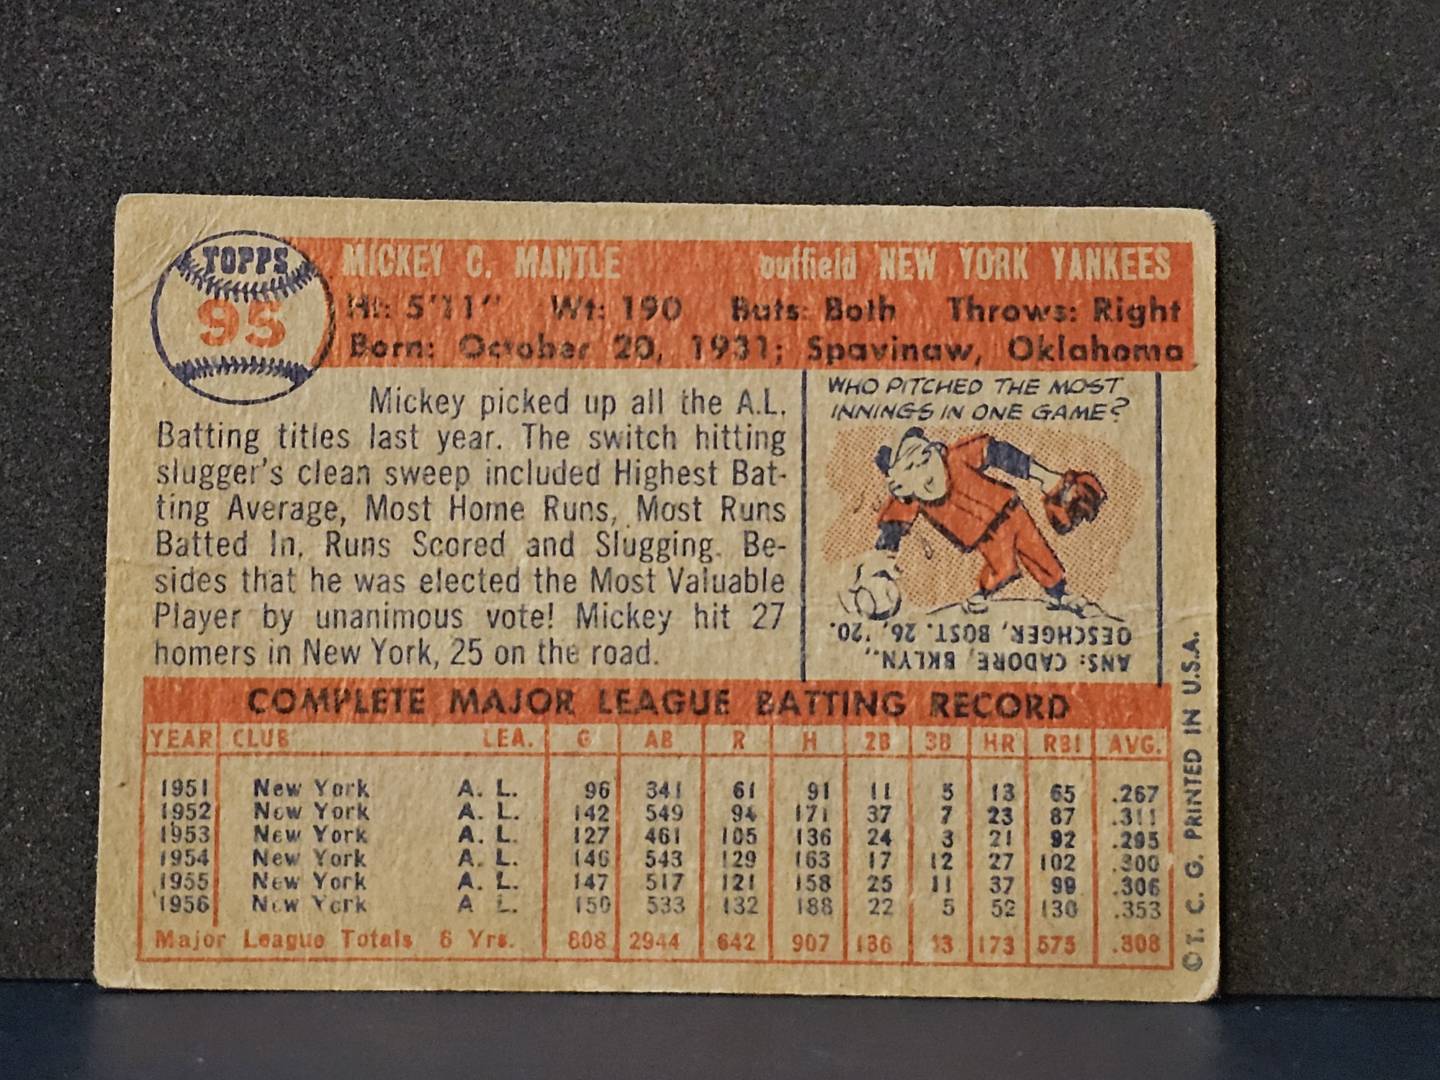 TOPPS
95
MICKEY C. MANTLE outfield NEW YORK YANKEES
Ht: 5'11" Wt: 190 Bats: Both Throws: Right
Born: October 20, 1931; Spavinaw, Oklahoma
Mickey picked up all the A.L.
Batting titles last year. The switch hitting
slugger's clean sweep included Highest Bat-
ting Average, Most Home Runs, Most Runs
Batted In, Runs Scored and Slugging. Be-
sides that he was elected the Most Valuable
Player by unanimous vote! Mickey hit 27
homers in New York, 25 on the road.
WHO PITCHED THE MOST
INNINGS IN ONE GAME?
ANS: CADORE, BKLYN.,
OESCHGER, BOST. 26, '20.
COMPLETE MAJOR LEAGUE BATTING RECORD
YEAR CLUB LEA. G AB R H 2B 3B HR RBI AVG.
1951 New York A. L. 96 341 61 91 11 5 13 65 .267
1952 New York A. L. 142 549 94 171 37 7 23 87 .311
1953 New York A. L. 127 461 105 136 24 3 21 92 .295
1954 New York A. L. 146 543 129 163 17 12 27 102 .300
1955 New York A. L. 147 517 121 158 25 11 37 99 .306
1956 New York A. L. 150 533 132 188 22 5 52 130 .353
Major League Totals 6 Yrs. 808 2944 642 907 136 43 173 575 .308
© T. C. G. PRINTED IN U.S.A.